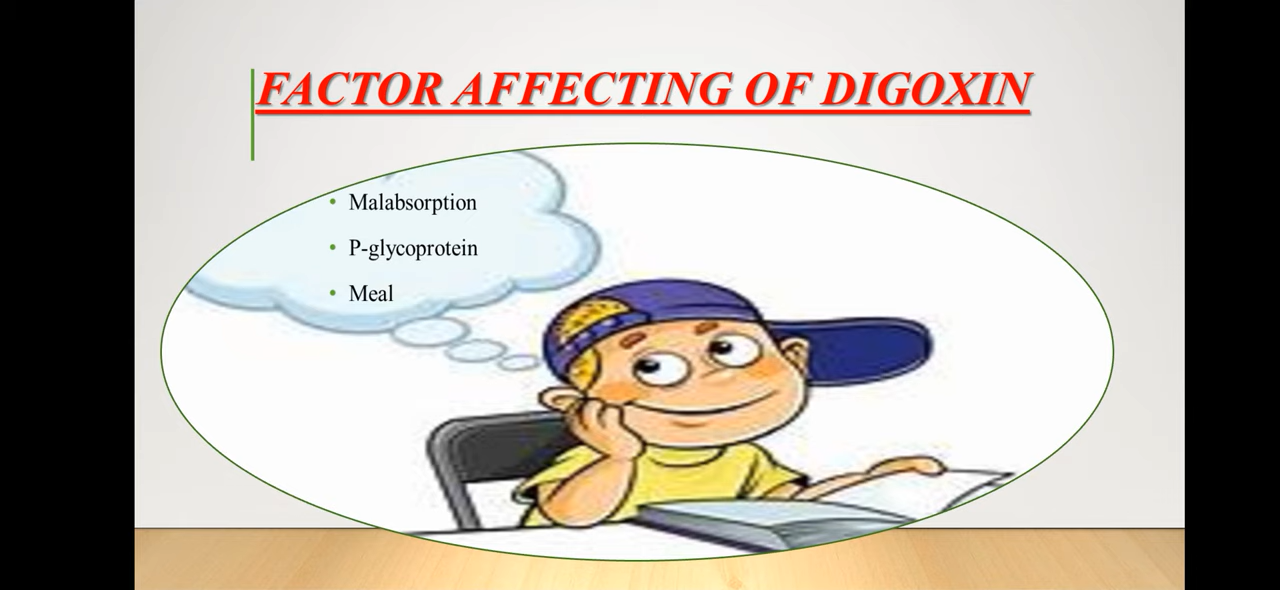 FACTOR AFFECTING OF DIGOXIN
• Malabsorption
• P-glycoprotein
• Meal